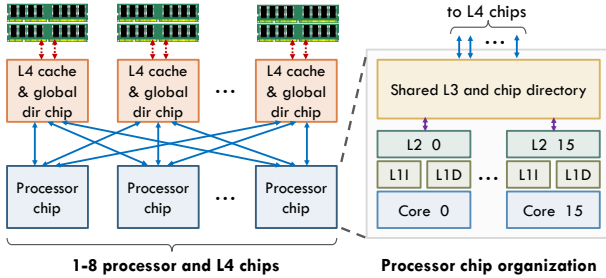 to L4 chips
...
L4 cache
& global
dir chip
L4 cache
& global
dir chip
...
L4 cache
& global
dir chip
Shared L3 and chip directory
L2 0
L2 15
L1I
L1D
...
L1I
L1D
Processor
chip
Processor
chip
...
Processor
chip
Core 0
Core 15
1-8 processor and L4 chips
Processor chip organization